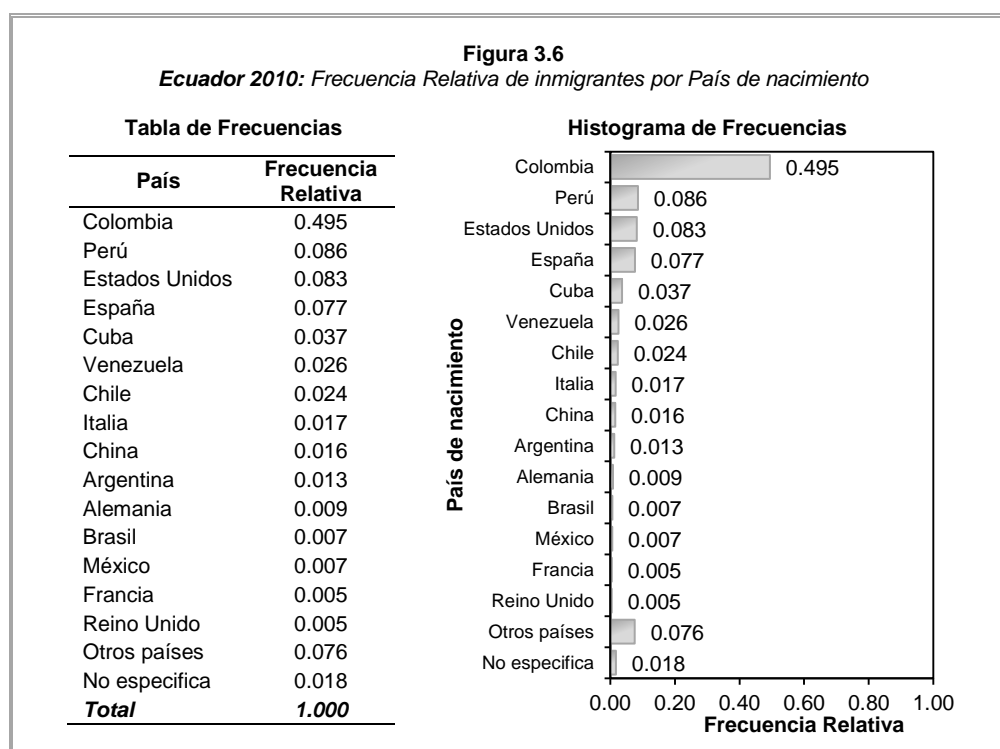 Figura 3.6
Ecuador 2010: Frecuencia Relativa de inmigrantes por País de nacimiento
Tabla de Frecuencias
País Frecuencia Relativa
Colombia 0.495
Perú 0.086
Estados Unidos 0.083
España 0.077
Cuba 0.037
Venezuela 0.026
Chile 0.024
Italia 0.017
China 0.016
Argentina 0.013
Alemania 0.009
Brasil 0.007
México 0.007
Francia 0.005
Reino Unido 0.005
Otros países 0.076
No especifica 0.018
Total 1.000
Histograma de Frecuencias
País de nacimiento
Colombia 0.495
Perú 0.086
Estados Unidos 0.083
España 0.077
Cuba 0.037
Venezuela 0.026
Chile 0.024
Italia 0.017
China 0.016
Argentina 0.013
Alemania 0.009
Brasil 0.007
México 0.007
Francia 0.005
Reino Unido 0.005
Otros países 0.076
No especifica 0.018
0.00 0.20 0.40 0.60 0.80 1.00
Frecuencia Relativa